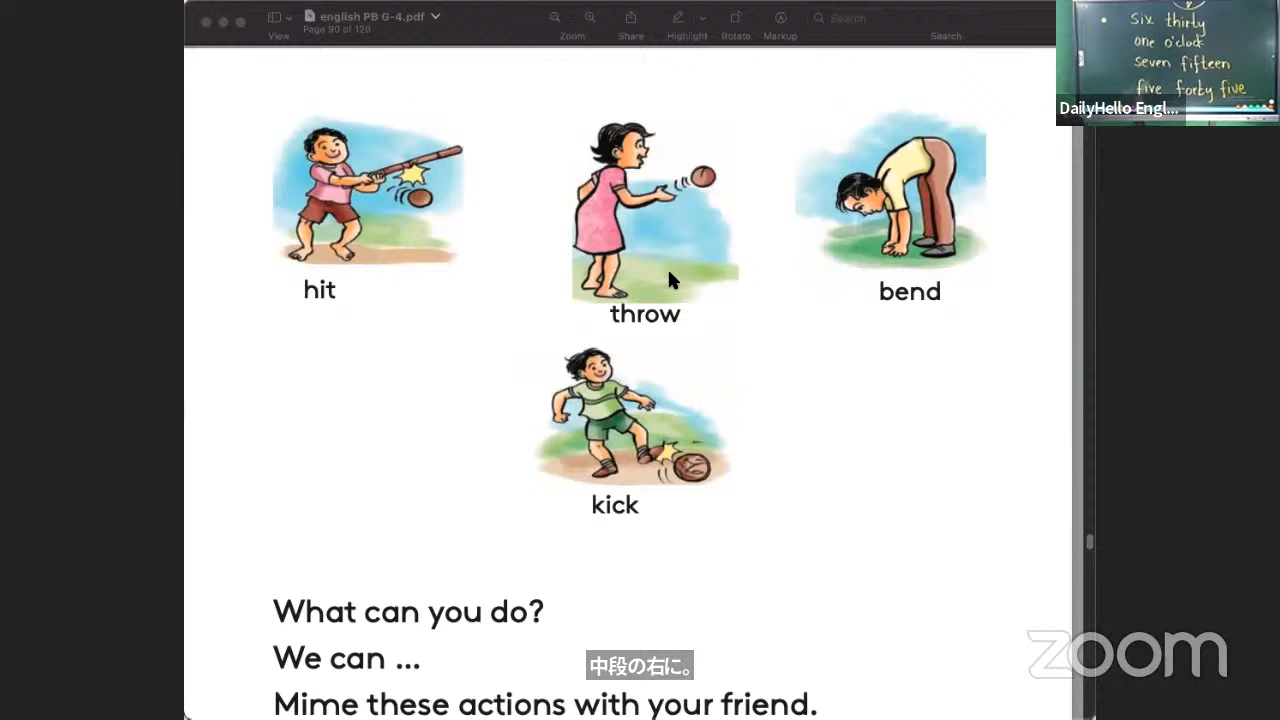 english PB G-4.pdf
Page 90 of 120
View
Zoom
Share
Highlight
Rotate
Markup
Search
Search
six thirty
one o'clock
seven fifteen
five forty five
DailyHello Engl...
hit
throw
bend
kick
What can you do?
We can ...
Mime these actions with your friend.
中段の右に。
zoom